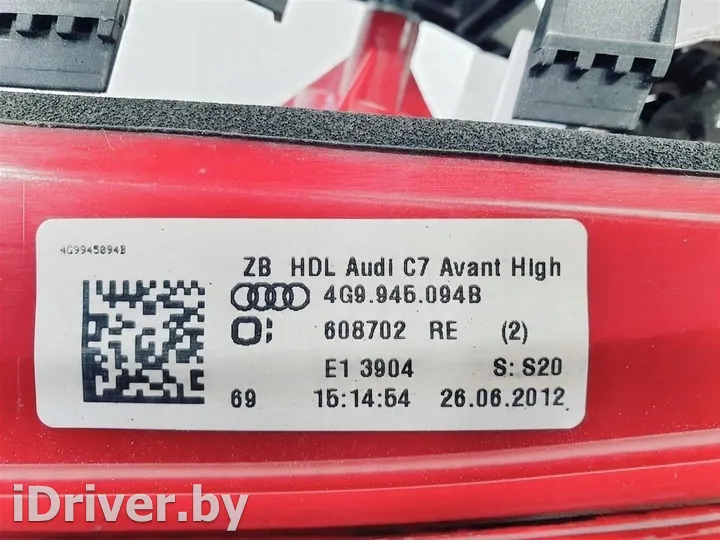 4G9945094B
ZB HDL Audi C7 Avant High
4G9.945.094B
608702 RE (2)
E1 3904 S: S20
69 15:14:54 26.06.2012
iDriver.by